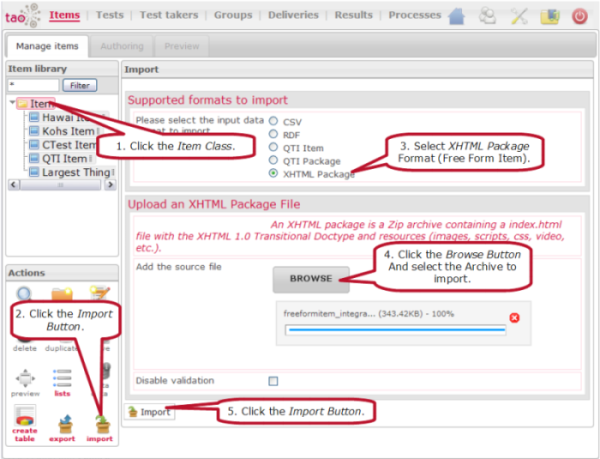 tao Items Tests Test takers Groups Deliveries Results Processes
Manage items Authoring Preview
Item library
* Filter
Item
Hawai Item
Kohs Item
CTest Item
QTI Item
Largest Thing
Import
Supported formats to import
Please select the input data
format to import
CSV
RDF
QTI Item
QTI Package
XHTML Package
1. Click the Item Class.
3. Select XHTML Package
Format (Free Form Item).
Upload an XHTML Package File
An XHTML package is a Zip archive containing a index.html
file with the XHTML 1.0 Transitional Doctype and resources (images, scripts, css, video,
etc.).
Add the source file
BROWSE
4. Click the Browse Button
And select the Archive to
import.
freeformitem_integra... (343.42KB) - 100%
Disable validation
Import
5. Click the Import Button.
Actions
2. Click the Import
Button.
delete duplicate
preview lists
create
table export import